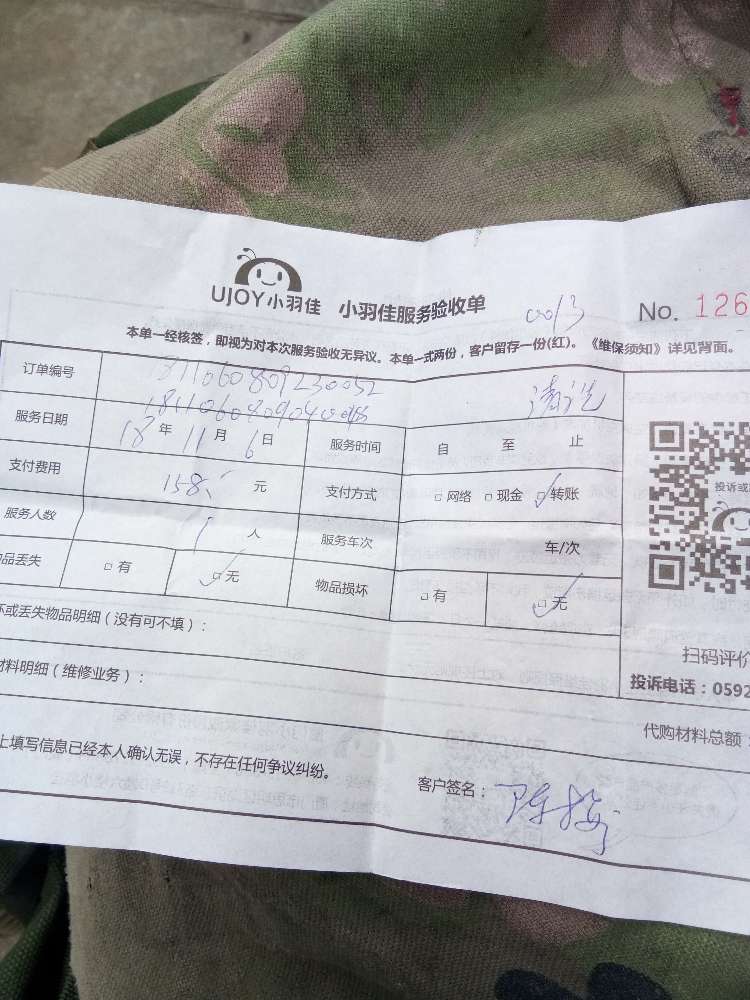 UJOY小羽佳 小羽佳服务验收单 No. 126
本单一经核签，即视为对本次服务验收无异议。本单一式两份，客户留存一份(红)。《维保须知》详见背面。
订单编号 1811060809230052
清洗
服务日期 18 年 11 月 6 日 服务时间 自 至 止
支付费用 158. 元 支付方式 □网络 □现金 ☑转账
服务人数 1 人 服务车次 车/次
品丢失 □有 ☑无 物品损坏 □有 ☑无
坏或丢失物品明细（没有可不填）：
材料明细（维修业务）：
投诉或
扫码评价
投诉电话：0592
代购材料总额：
上填写信息已经本人确认无误，不存在任何争议纠纷。
客户签名： 陈